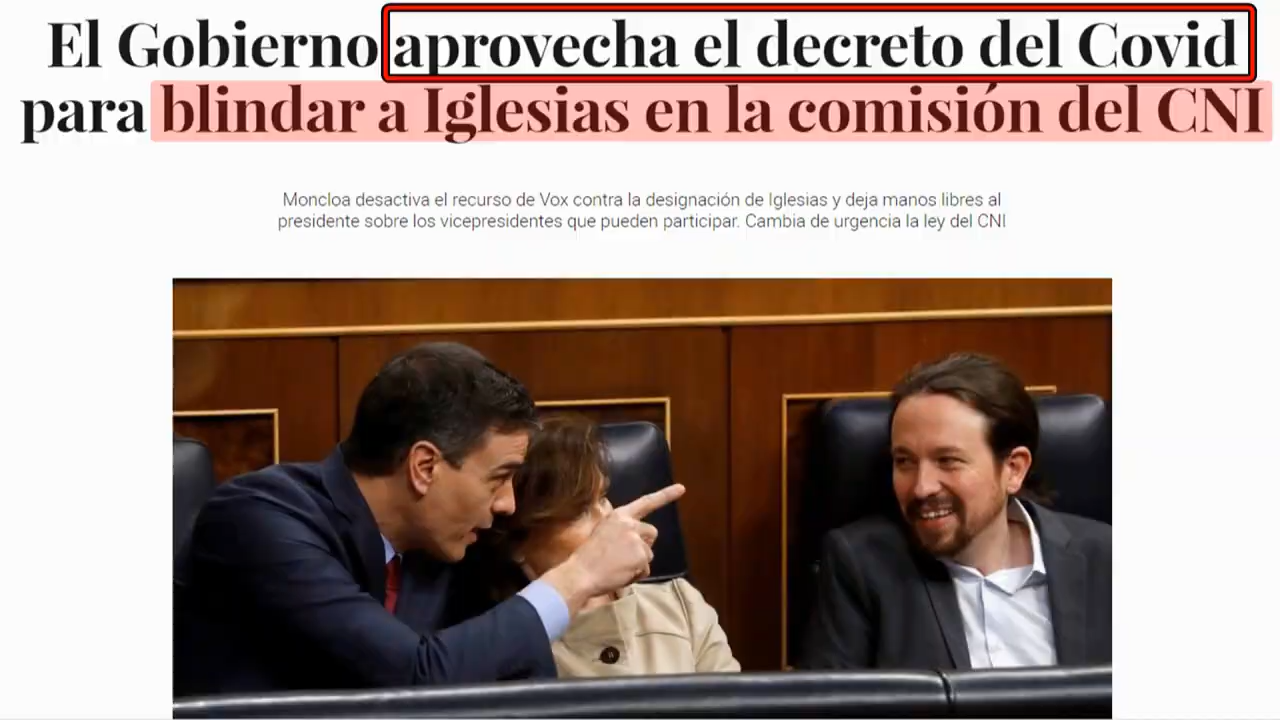 El Gobierno aprovecha el decreto del Covid
para blindar a Iglesias en la comisión del CNI
Moncloa desactiva el recurso de Vox contra la designación de Iglesias y deja manos libres al
presidente sobre los vicepresidentes que pueden participar. Cambia de urgencia la ley del CNI